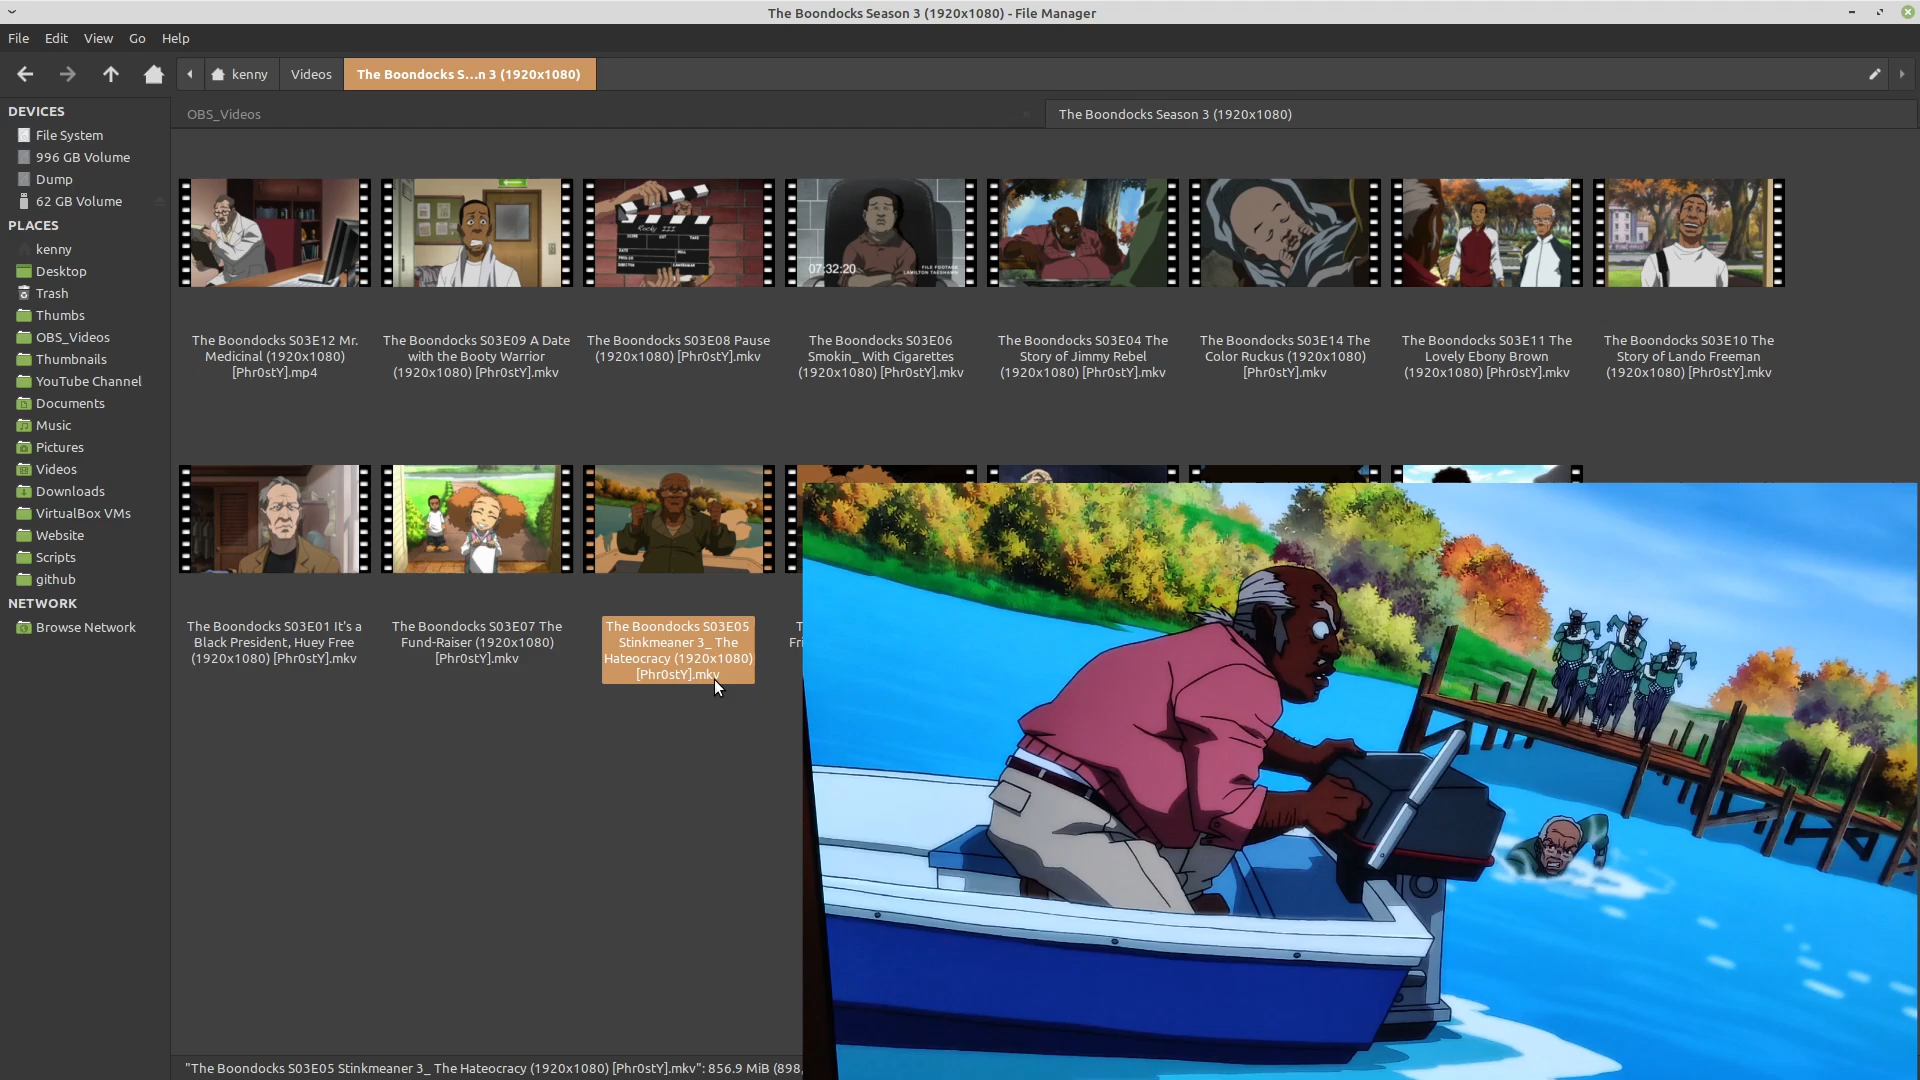 The Boondocks Season 3 (1920x1080) - File Manager
File Edit View Go Help
kenny Videos The Boondocks S...n 3 (1920x1080)
OBS_Videos The Boondocks Season 3 (1920x1080)
DEVICES
File System
996 GB Volume
Dump
62 GB Volume
PLACES
kenny
Desktop
Trash
Thumbs
OBS_Videos
Thumbnails
YouTube Channel
Documents
Music
Pictures
Videos
Downloads
VirtualBox VMs
Website
Scripts
github
NETWORK
Browse Network
Rocky III
07:32:20
FILE FOOTAGE
LAMILTON TAESHAWN
The Boondocks S03E12 Mr.
Medicinal (1920x1080)
[Phr0stY].mp4
The Boondocks S03E09 A Date
with the Booty Warrior
(1920x1080) [Phr0stY].mkv
The Boondocks S03E08 Pause
(1920x1080) [Phr0stY].mkv
The Boondocks S03E06
Smokin_ With Cigarettes
(1920x1080) [Phr0stY].mkv
The Boondocks S03E04 The
Story of Jimmy Rebel
(1920x1080) [Phr0stY].mkv
The Boondocks S03E14 The
Color Ruckus (1920x1080)
[Phr0stY].mkv
The Boondocks S03E11 The
Lovely Ebony Brown
(1920x1080) [Phr0stY].mkv
The Boondocks S03E10 The
Story of Lando Freeman
(1920x1080) [Phr0stY].mkv
The Boondocks S03E01 It's a
Black President, Huey Free
(1920x1080) [Phr0stY].mkv
The Boondocks S03E07 The
Fund-Raiser (1920x1080)
[Phr0stY].mkv
The Boondocks S03E05
Stinkmeaner 3_ The
Hateocracy (1920x1080)
[Phr0stY].mkv
"The Boondocks S03E05 Stinkmeaner 3_ The Hateocracy (1920x1080) [Phr0stY].mkv": 856.9 MiB (898,